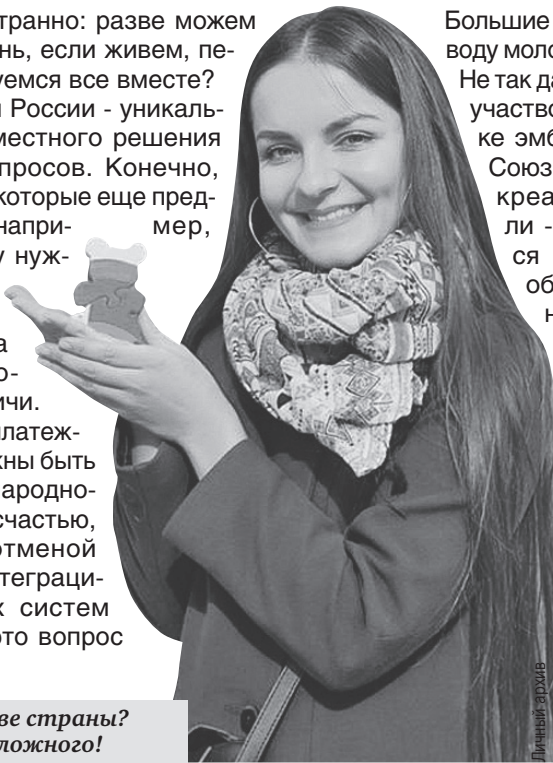 транно: разве можем
нь, если живем, пе-
уемся все вместе?
России - уникаль-
местного решения
просов. Конечно,
которые еще пред-
напри- мер,
у нуж-
а
о-
ичи.
латеж-
жны быть
ародно-
счастью,
отменой
теграци-
х систем
это вопрос
ве страны?
ложного!
Большие
воду моло
Не так да
участво
ке эмб
Союз
креа
ли -
ся
об
н
Личный архив